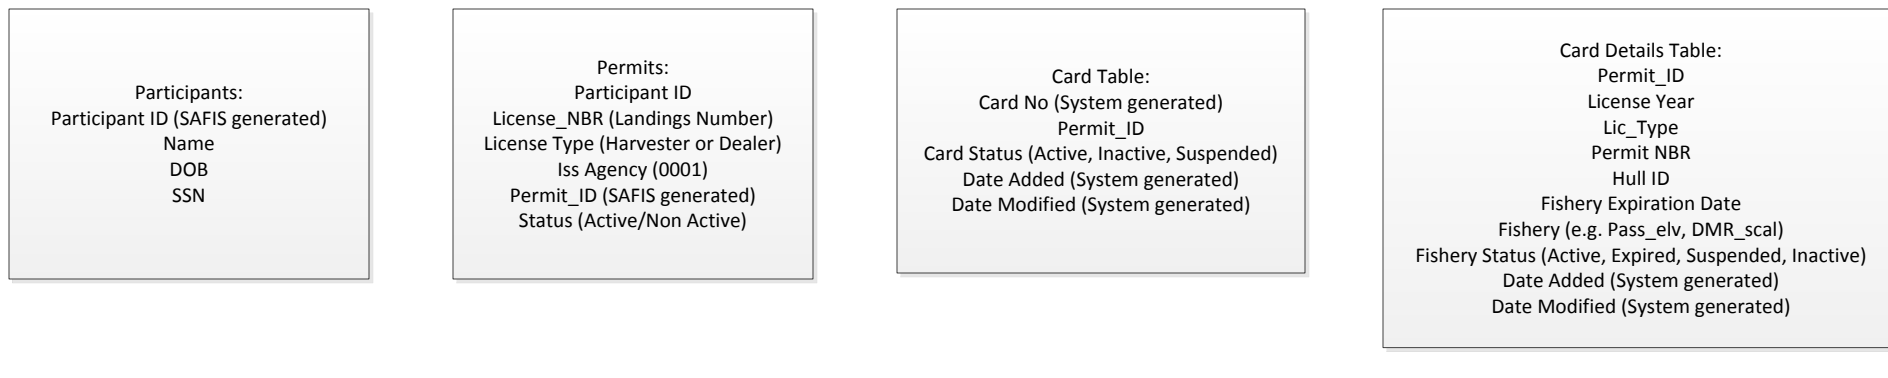 Participants:
Participant ID (SAFIS generated)
Name
DOB
SSN
Permits:
Participant ID
License_NBR (Landings Number)
License Type (Harvester or Dealer)
Iss Agency (0001)
Permit_ID (SAFIS generated)
Status (Active/Non Active)
Card Table:
Card No (System generated)
Permit_ID
Card Status (Active, Inactive, Suspended)
Date Added (System generated)
Date Modified (System generated)
Card Details Table:
Permit_ID
License Year
Lic_Type
Permit NBR
Hull ID
Fishery Expiration Date
Fishery (e.g. Pass_elv, DMR_scal)
Fishery Status (Active, Expired, Suspended, Inactive)
Date Added (System generated)
Date Modified (System generated)